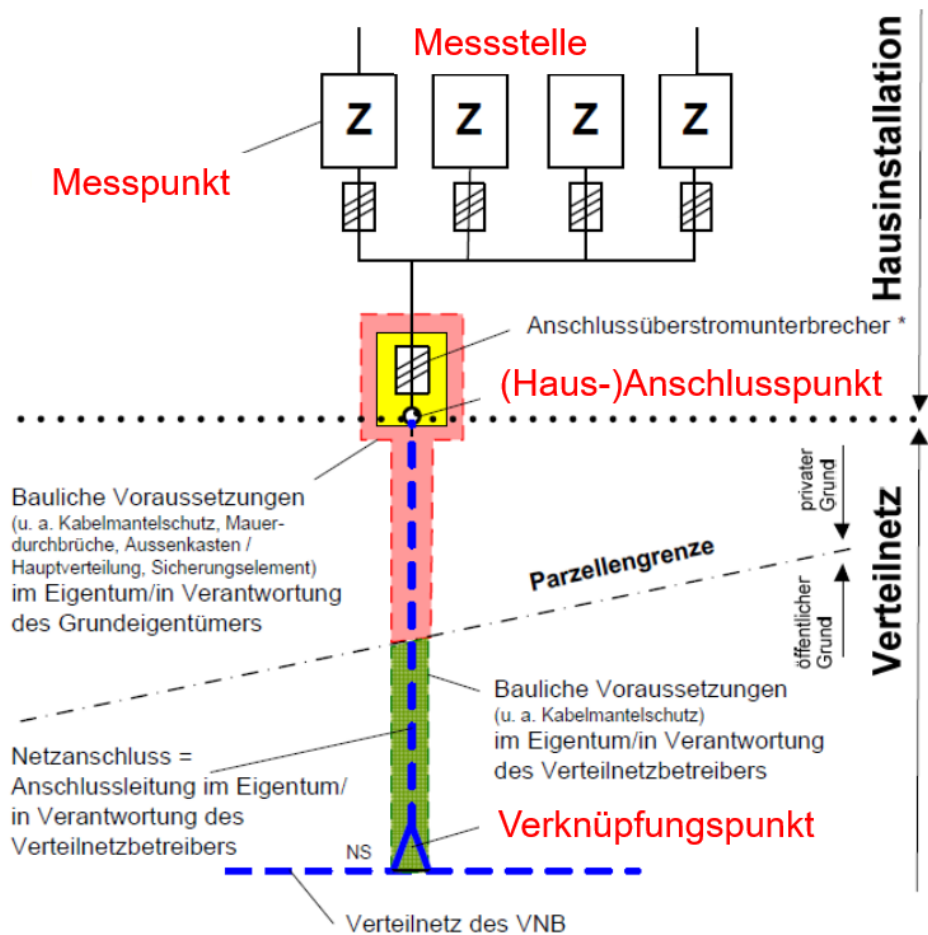 Messstelle
Z
Z
Z
Z
Messpunkt
Hausinstallation
Anschlussüberstromunterbrecher *
(Haus-)Anschlusspunkt
Bauliche Voraussetzungen
(u. a. Kabelmantelschutz, Mauer-
durchbrüche, Aussenkasten /
Hauptverteilung, Sicherungselement)
im Eigentum/in Verantwortung
des Grundeigentümers
privater
Grund
Parzellengrenze
öffentlicher
Grund
Verteilnetz
Bauliche Voraussetzungen
(u. a. Kabelmantelschutz)
im Eigentum/in Verantwortung
des Verteilnetzbetreibers
Netzanschluss =
Anschlussleitung im Eigentum/
in Verantwortung des
Verteilnetzbetreibers
Verknüpfungspunkt
NS
Verteilnetz des VNB